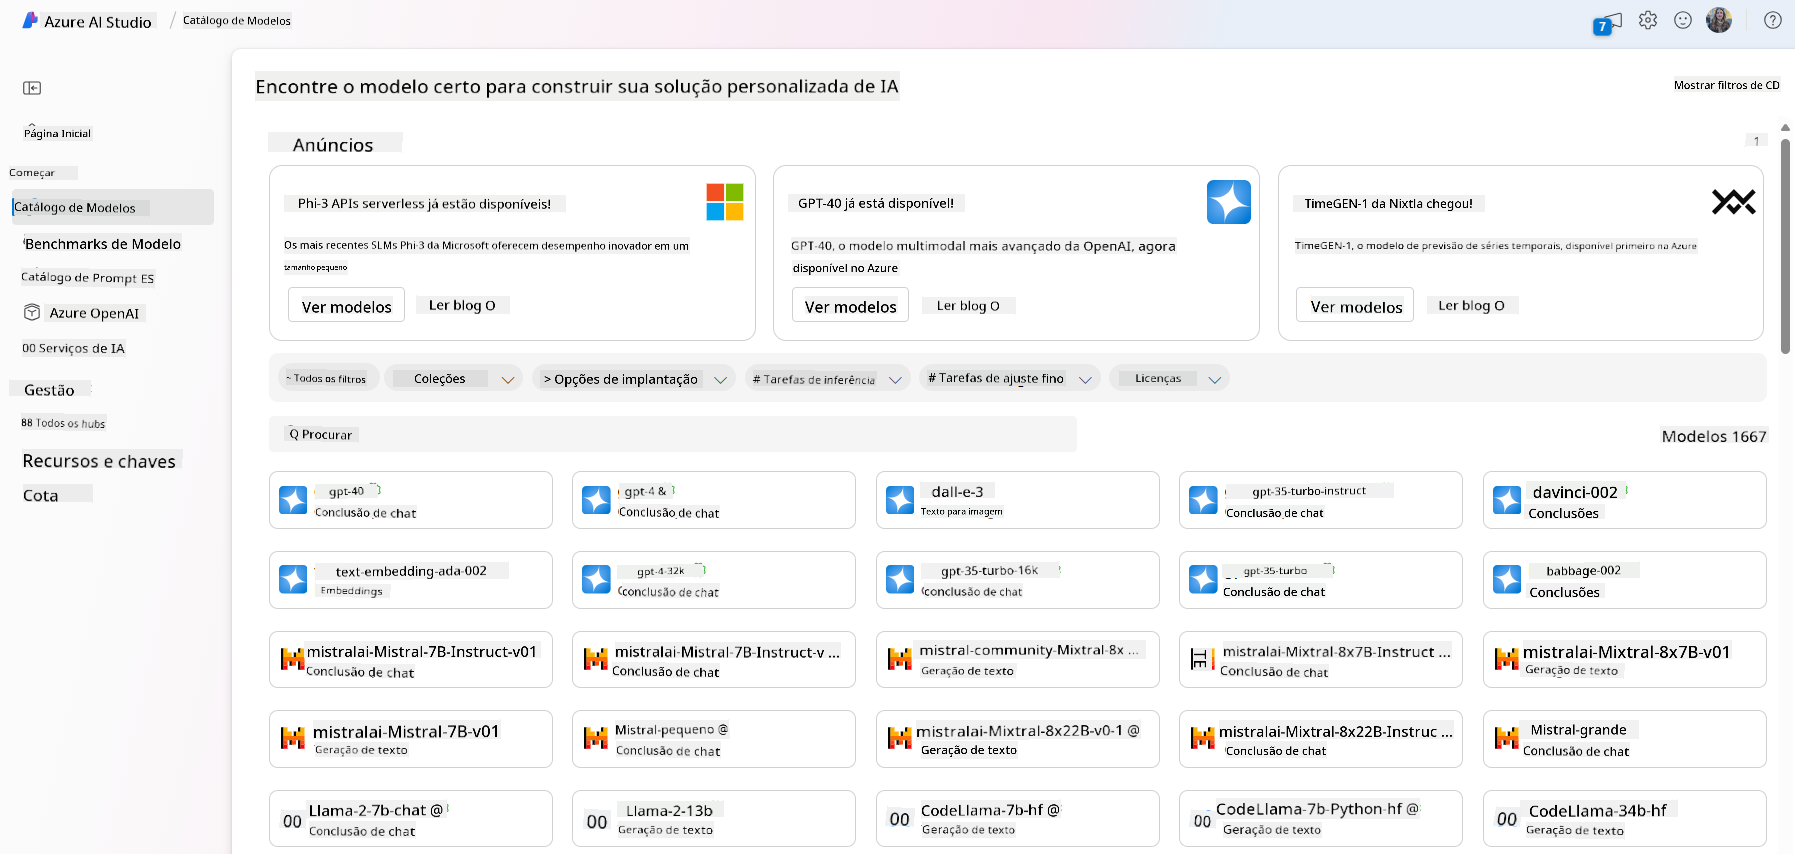 Azure AI Studio / Catálogo de Modelos
7
Encontre o modelo certo para construir sua solução personalizada de IA
Mostrar filtros de CD
Página Inicial
Começar
Catálogo de Modelos
Benchmarks de Modelo
Catálogo de Prompt ES
Azure OpenAI
00 Serviços de IA
Gestão
88 Todos os hubs
Recursos e chaves
Cota
Anúncios
1
Phi-3 APIs serverless já estão disponíveis!
Os mais recentes SLMs Phi-3 da Microsoft oferecem desempenho inovador em um
tamanho pequeno
Ver modelos
Ler blog O
GPT-40 já está disponível!
GPT-40, o modelo multimodal mais avançado da OpenAI, agora
disponível no Azure
Ver modelos
Ler blog O
TimeGEN-1 da Nixtla chegou!
TimeGEN-1, o modelo de previsão de séries temporais, disponível primeiro na Azure
Ver modelos
Ler blog O
~ Todos os filtros
Coleções
> Opções de implantação
# Tarefas de inferência
# Tarefas de ajuste fino
Licenças
Q Procurar
Modelos 1667
gpt-40
Conclusão de chat
gpt-4 &
Conclusão de chat
dall-e-3
Texto para imagem
gpt-35-turbo-instruct
Conclusão de chat
davinci-002
Conclusões
text-embedding-ada-002
Embeddings
gpt-4-32k
conclusão de chat
gpt-35-turbo-16k
conclusão de chat
gpt-35-turbo
Conclusão de chat
babbage-002
Conclusões
mistralai-Mistral-7B-Instruct-v01
Conclusão de chat
mistralai-Mistral-7B-Instruct-v ...
Conclusão de chat
mistral-community-Mixtral-8x ...
Geração de texto
mistralai-Mixtral-8x7B-Instruct ...
Conclusão de chat
mistralai-Mixtral-8x7B-v01
Geração de texto
mistralai-Mistral-7B-v01
Geração de texto
Mistral-pequeno @
Conclusão de chat
mistralai-Mixtral-8x22B-v0-1 @
Geração de texto
mistralai-Mixtral-8x22B-Instruc ...
Conclusão de chat
Mistral-grande
Conclusão de chat
00 Llama-2-7b-chat @
Conclusão de chat
00 Llama-2-13b
Geração de texto
00 CodeLlama-7b-hf @
Geração de texto
00 CodeLlama-7b-Python-hf @
Geração de texto
00 CodeLlama-34b-hf
Geração de texto